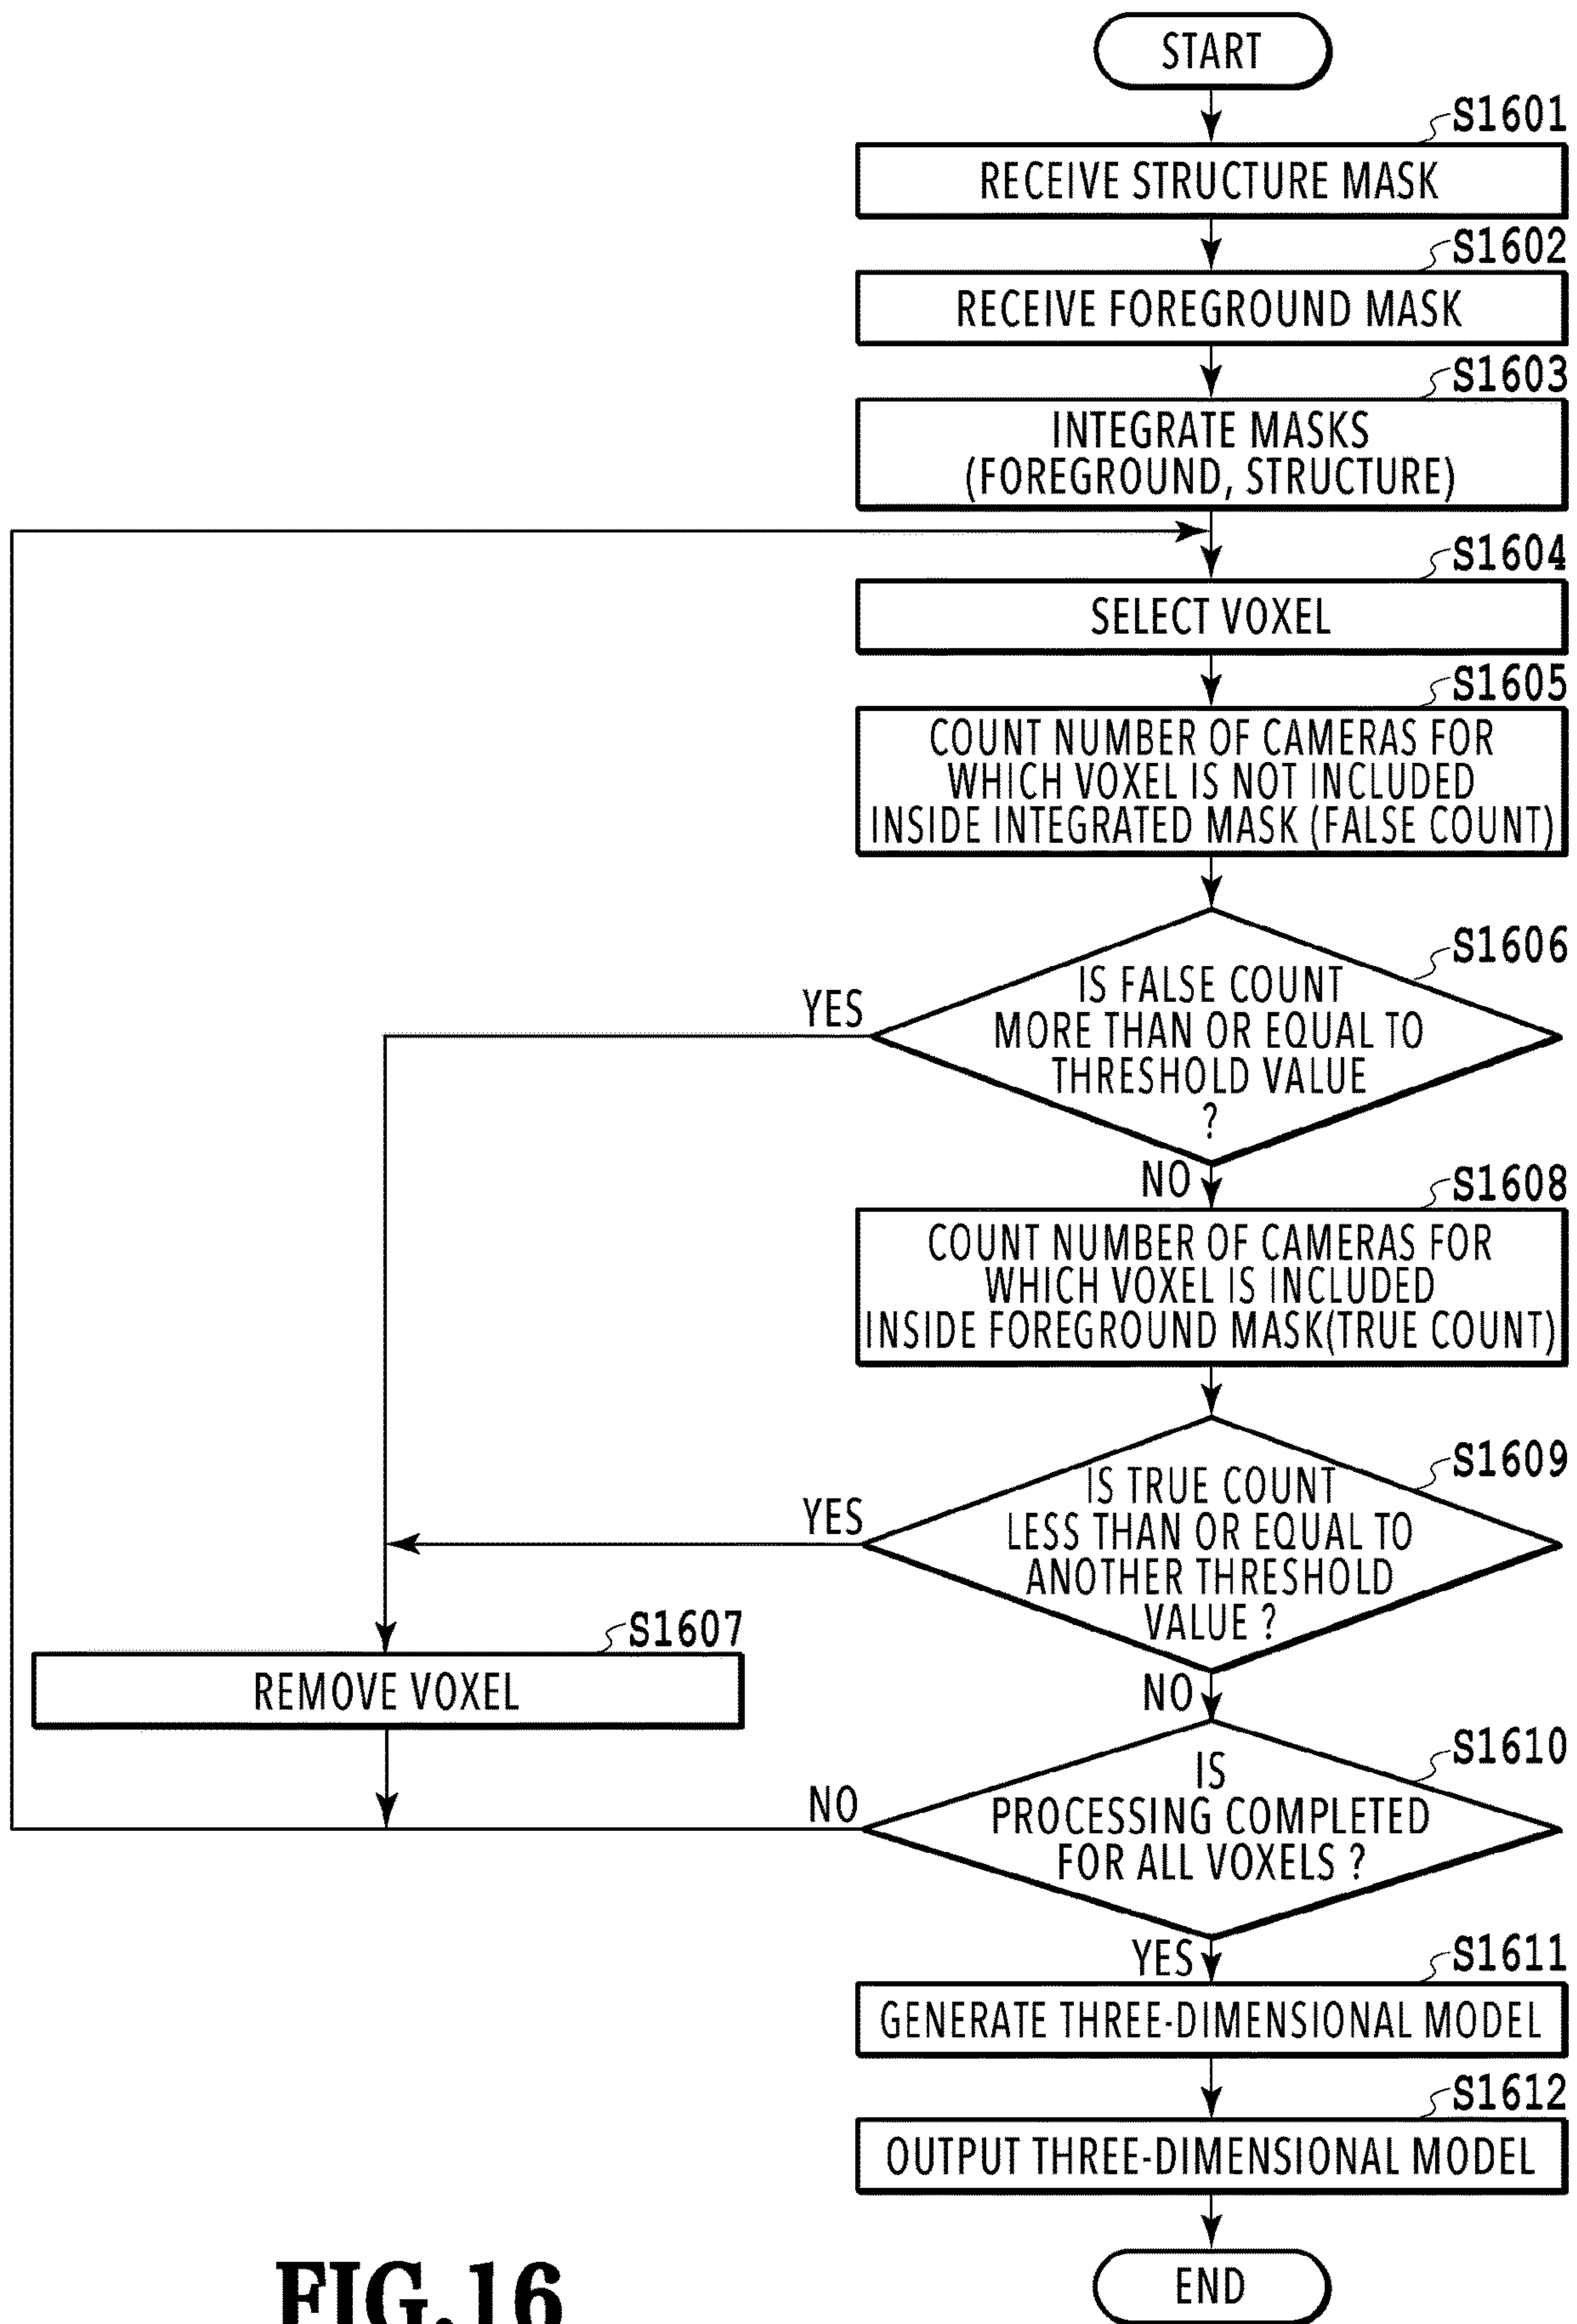 START
S1601
RECEIVE STRUCTURE MASK
S1602
RECEIVE FOREGROUND MASK
S1603
INTEGRATE MASKS
(FOREGROUND, STRUCTURE)
S1604
SELECT VOXEL
S1605
COUNT NUMBER OF CAMERAS FOR
WHICH VOXEL IS NOT INCLUDED
INSIDE INTEGRATED MASK (FALSE COUNT)
S1606
IS FALSE COUNT
MORE THAN OR EQUAL TO
THRESHOLD VALUE
?
YES
NO
S1608
COUNT NUMBER OF CAMERAS FOR
WHICH VOXEL IS INCLUDED
INSIDE FOREGROUND MASK(TRUE COUNT)
S1609
IS TRUE COUNT
LESS THAN OR EQUAL TO
ANOTHER THRESHOLD
VALUE ?
YES
NO
S1607
REMOVE VOXEL
S1610
IS
PROCESSING COMPLETED
FOR ALL VOXELS ?
NO
YES
S1611
GENERATE THREE-DIMENSIONAL MODEL
S1612
OUTPUT THREE-DIMENSIONAL MODEL
END
FIG.16